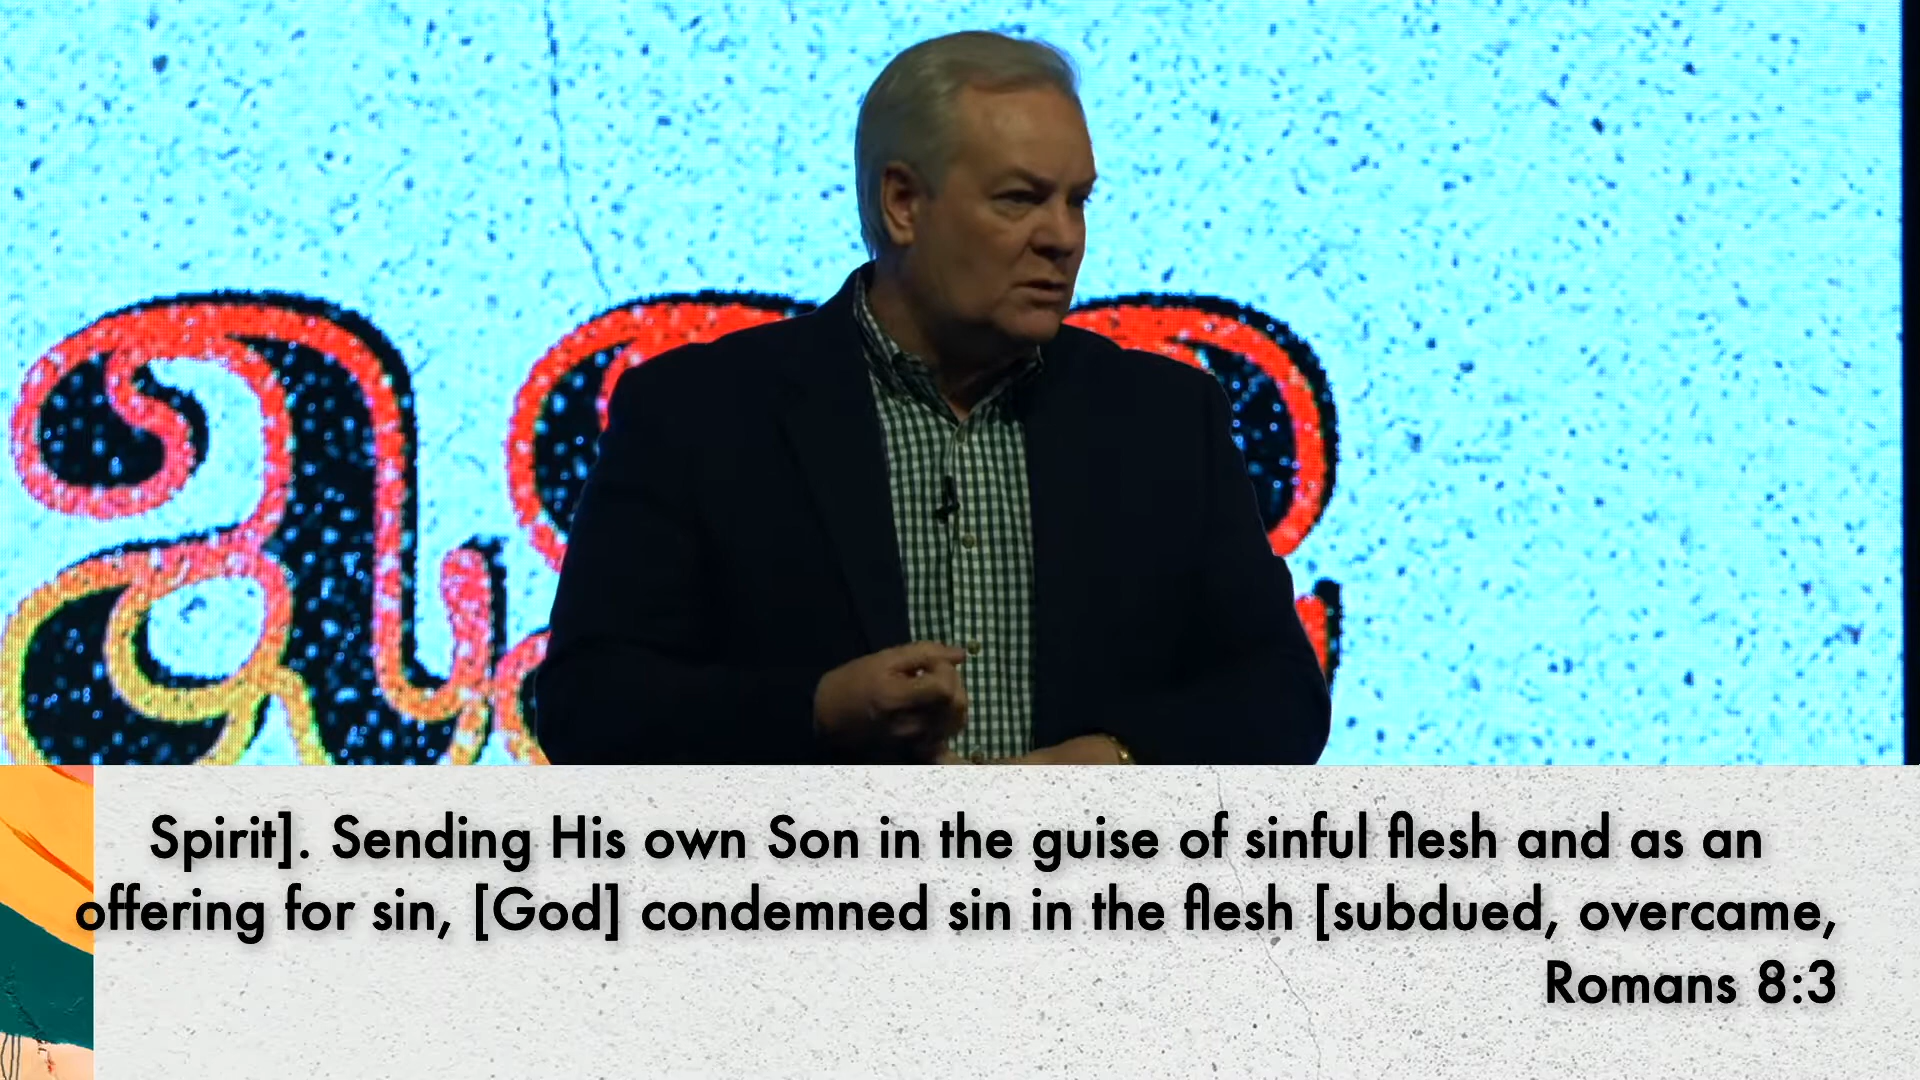 Spirit]. Sending His own Son in the guise of sinful flesh and as an
offering for sin, [God] condemned sin in the flesh [subdued, overcame,
Romans 8:3